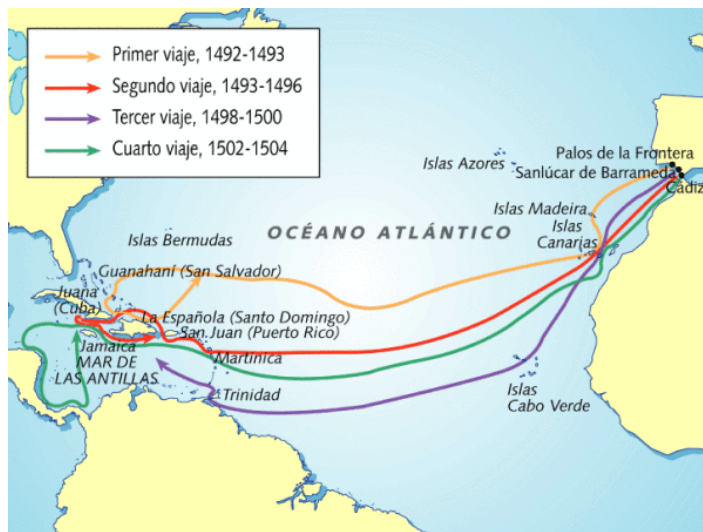 Primer viaje, 1492-1493
Segundo viaje, 1493-1496
Tercer viaje, 1498-1500
Cuarto viaje, 1502-1504
Islas Azores
Palos de la Frontera
Sanlúcar de Barrameda
Cádiz
Islas Madeira
Islas
Canarias
Islas Bermudas
OCÉANO ATLÁNTICO
Guanahaní (San Salvador)
Juana
(Cuba)
La Española (Santo Domingo)
San Juan (Puerto Rico)
Jamaica
MAR DE
LAS ANTILLAS
Martinica
Trinidad
Islas
Cabo Verde